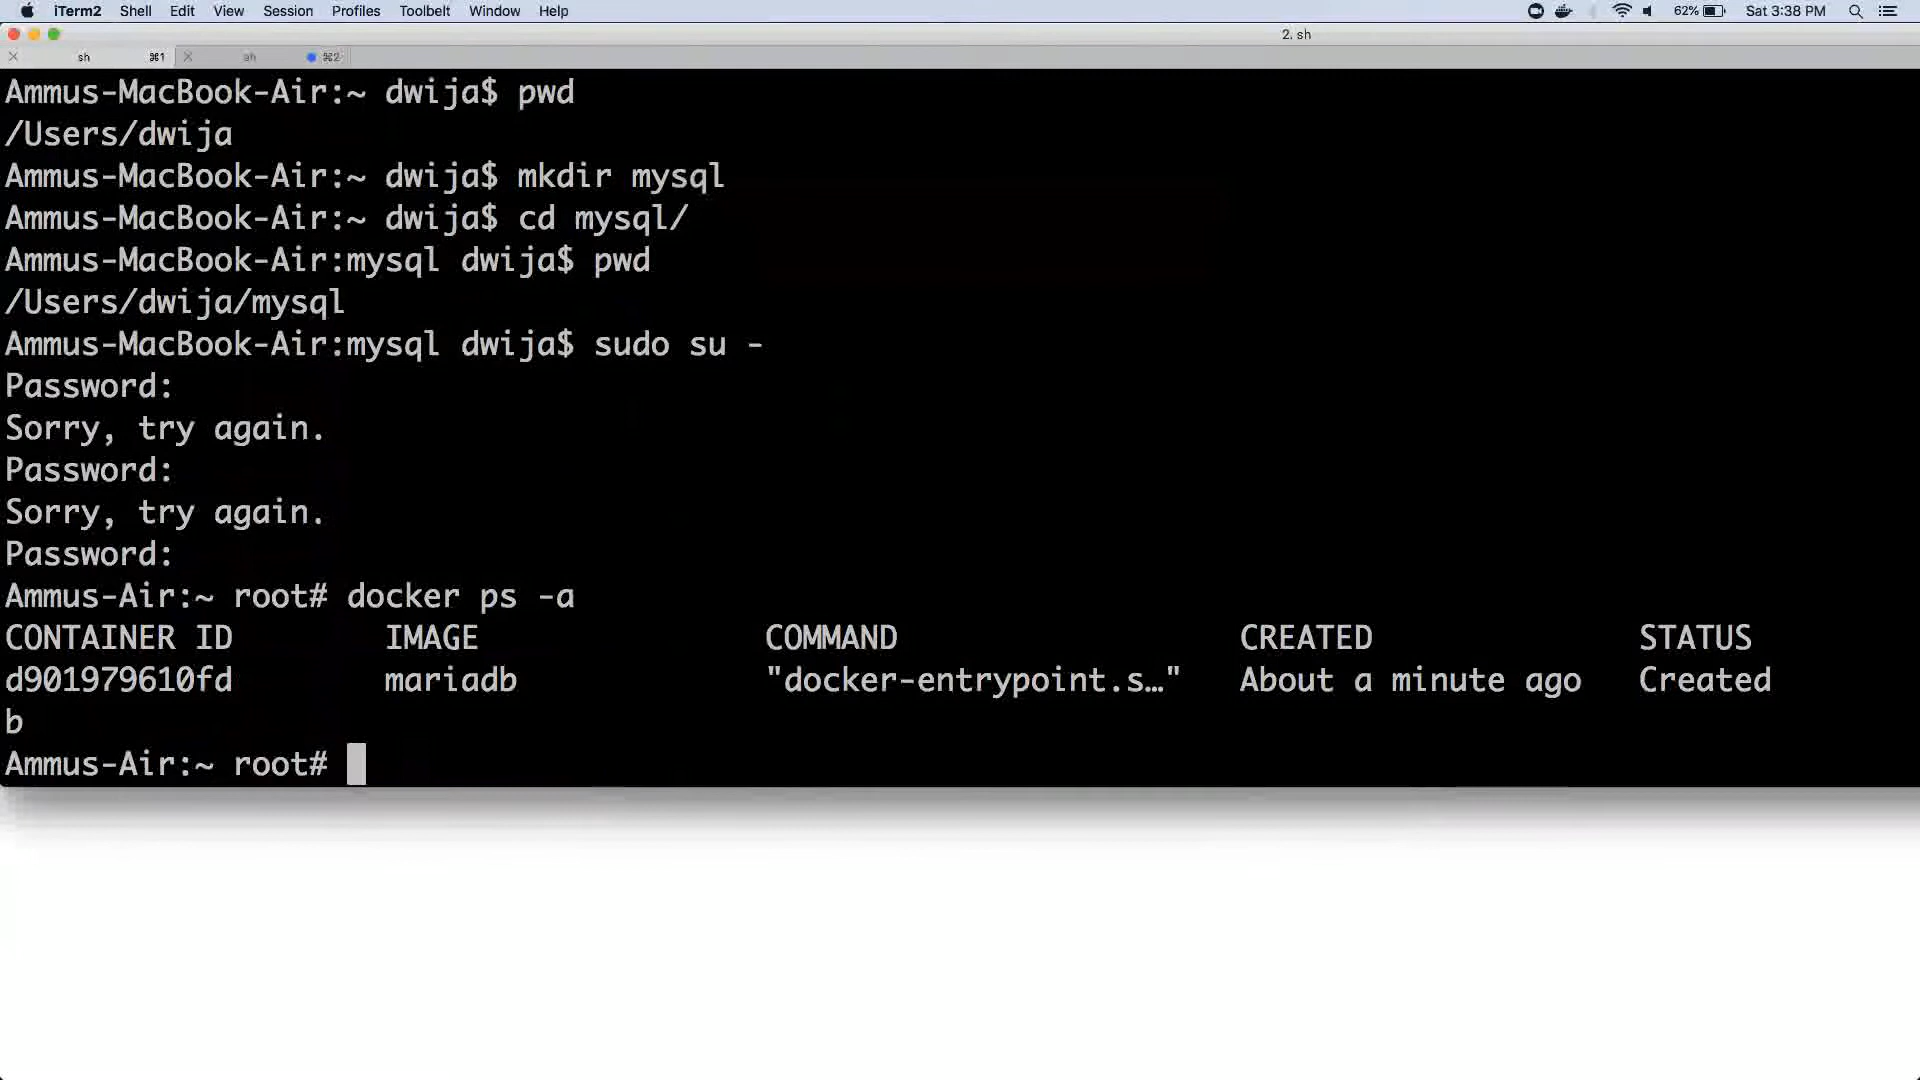 iTerm2 Shell Edit View Session Profiles Toolbelt Window Help 62% Sat 3:38 PM
2. sh
sh ⌘1 sh ⌘2
Ammus-MacBook-Air:~ dwija$ pwd
/Users/dwija
Ammus-MacBook-Air:~ dwija$ mkdir mysql
Ammus-MacBook-Air:~ dwija$ cd mysql/
Ammus-MacBook-Air:mysql dwija$ pwd
/Users/dwija/mysql
Ammus-MacBook-Air:mysql dwija$ sudo su -
Password:
Sorry, try again.
Password:
Sorry, try again.
Password:
Ammus-Air:~ root# docker ps -a
CONTAINER ID IMAGE COMMAND CREATED STATUS
d901979610fd mariadb "docker-entrypoint.s…" About a minute ago Created
b
Ammus-Air:~ root#